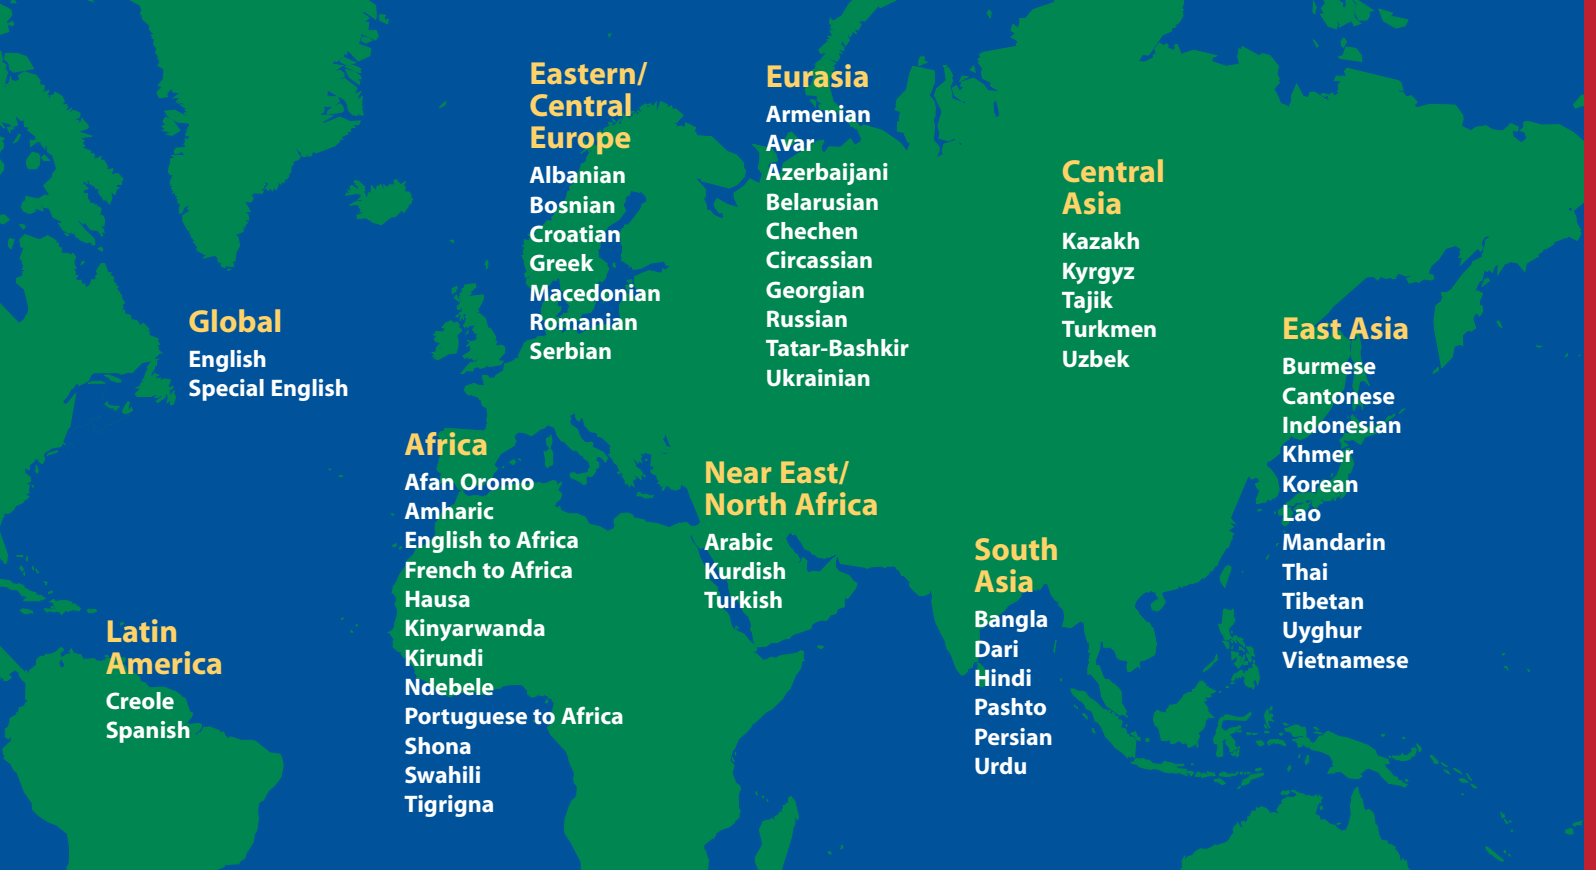 Global
English
Special English
Latin
America
Creole
Spanish
Africa
Afan Oromo
Amharic
English to Africa
French to Africa
Hausa
Kinyarwanda
Kirundi
Ndebele
Portuguese to Africa
Shona
Swahili
Tigrigna
Eastern/
Central
Europe
Albanian
Bosnian
Croatian
Greek
Macedonian
Romanian
Serbian
Eurasia
Armenian
Avar
Azerbaijani
Belarusian
Chechen
Circassian
Georgian
Russian
Tatar-Bashkir
Ukrainian
Near East/
North Africa
Arabic
Kurdish
Turkish
Central
Asia
Kazakh
Kyrgyz
Tajik
Turkmen
Uzbek
South
Asia
Bangla
Dari
Hindi
Pashto
Persian
Urdu
East Asia
Burmese
Cantonese
Indonesian
Khmer
Korean
Lao
Mandarin
Thai
Tibetan
Uyghur
Vietnamese